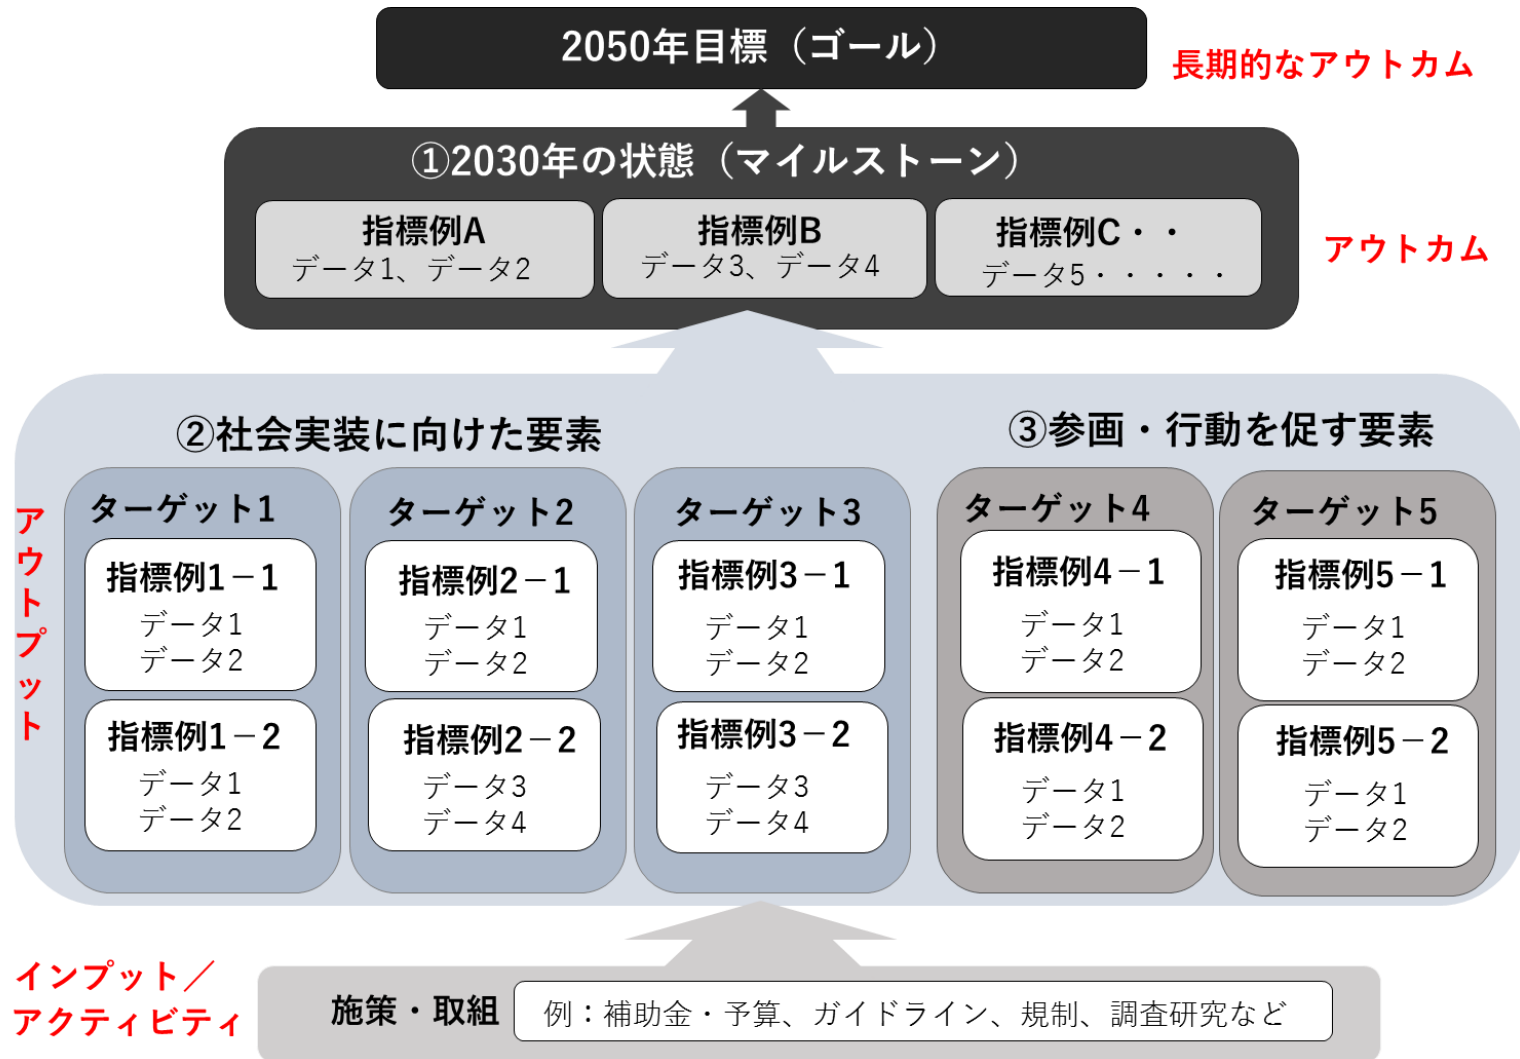 2050年目標（ゴール）
長期的なアウトカム
①2030年の状態（マイルストーン）
指標例A
データ1、データ2
指標例B
データ3、データ4
指標例C・・
データ5・・・・・
アウトカム
②社会実装に向けた要素
③参画・行動を促す要素
アウトプット
ターゲット1
指標例1－1
データ1
データ2
指標例1－2
データ1
データ2
ターゲット2
指標例2－1
データ1
データ2
指標例2－2
データ3
データ4
ターゲット3
指標例3－1
データ1
データ2
指標例3－2
データ3
データ4
ターゲット4
指標例4－1
データ1
データ2
指標例4－2
データ1
データ2
ターゲット5
指標例5－1
データ1
データ2
指標例5－2
データ1
データ2
インプット／
アクティビティ
施策・取組
例：補助金・予算、ガイドライン、規制、調査研究など